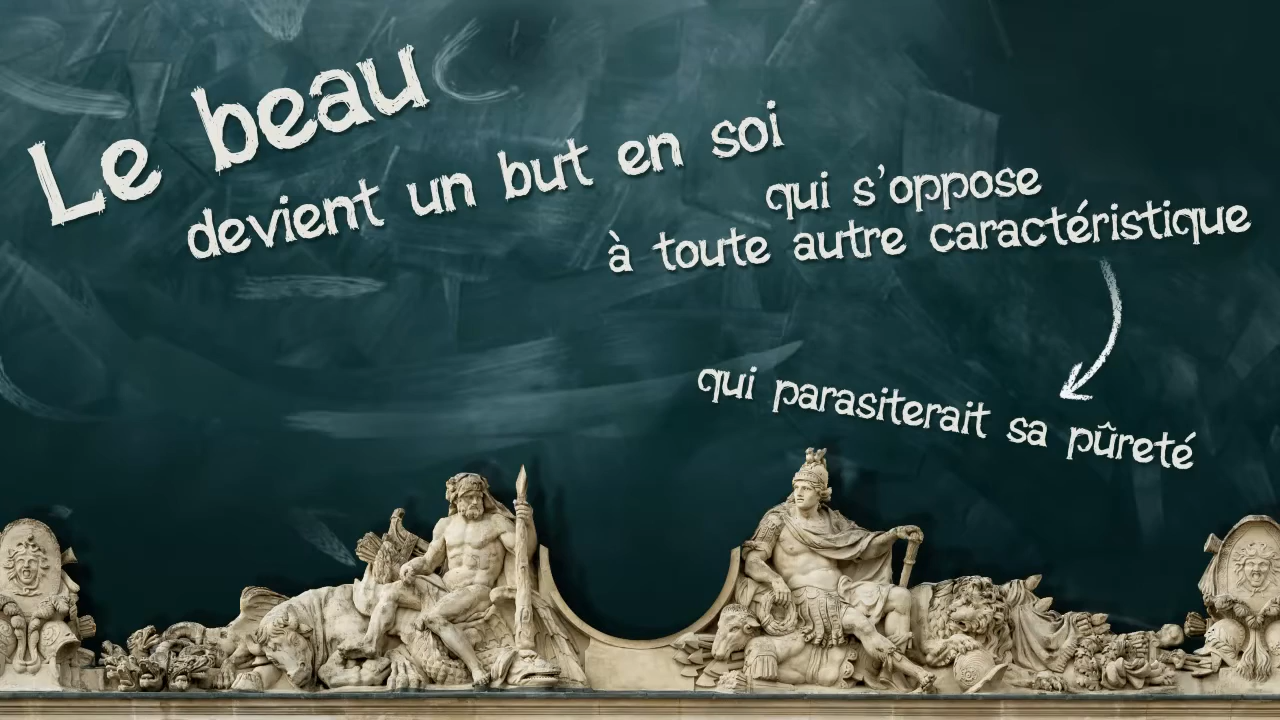 Le beau
devient un but en soi
qui s'oppose
à toute autre caractéristique
qui parasiterait sa pûreté